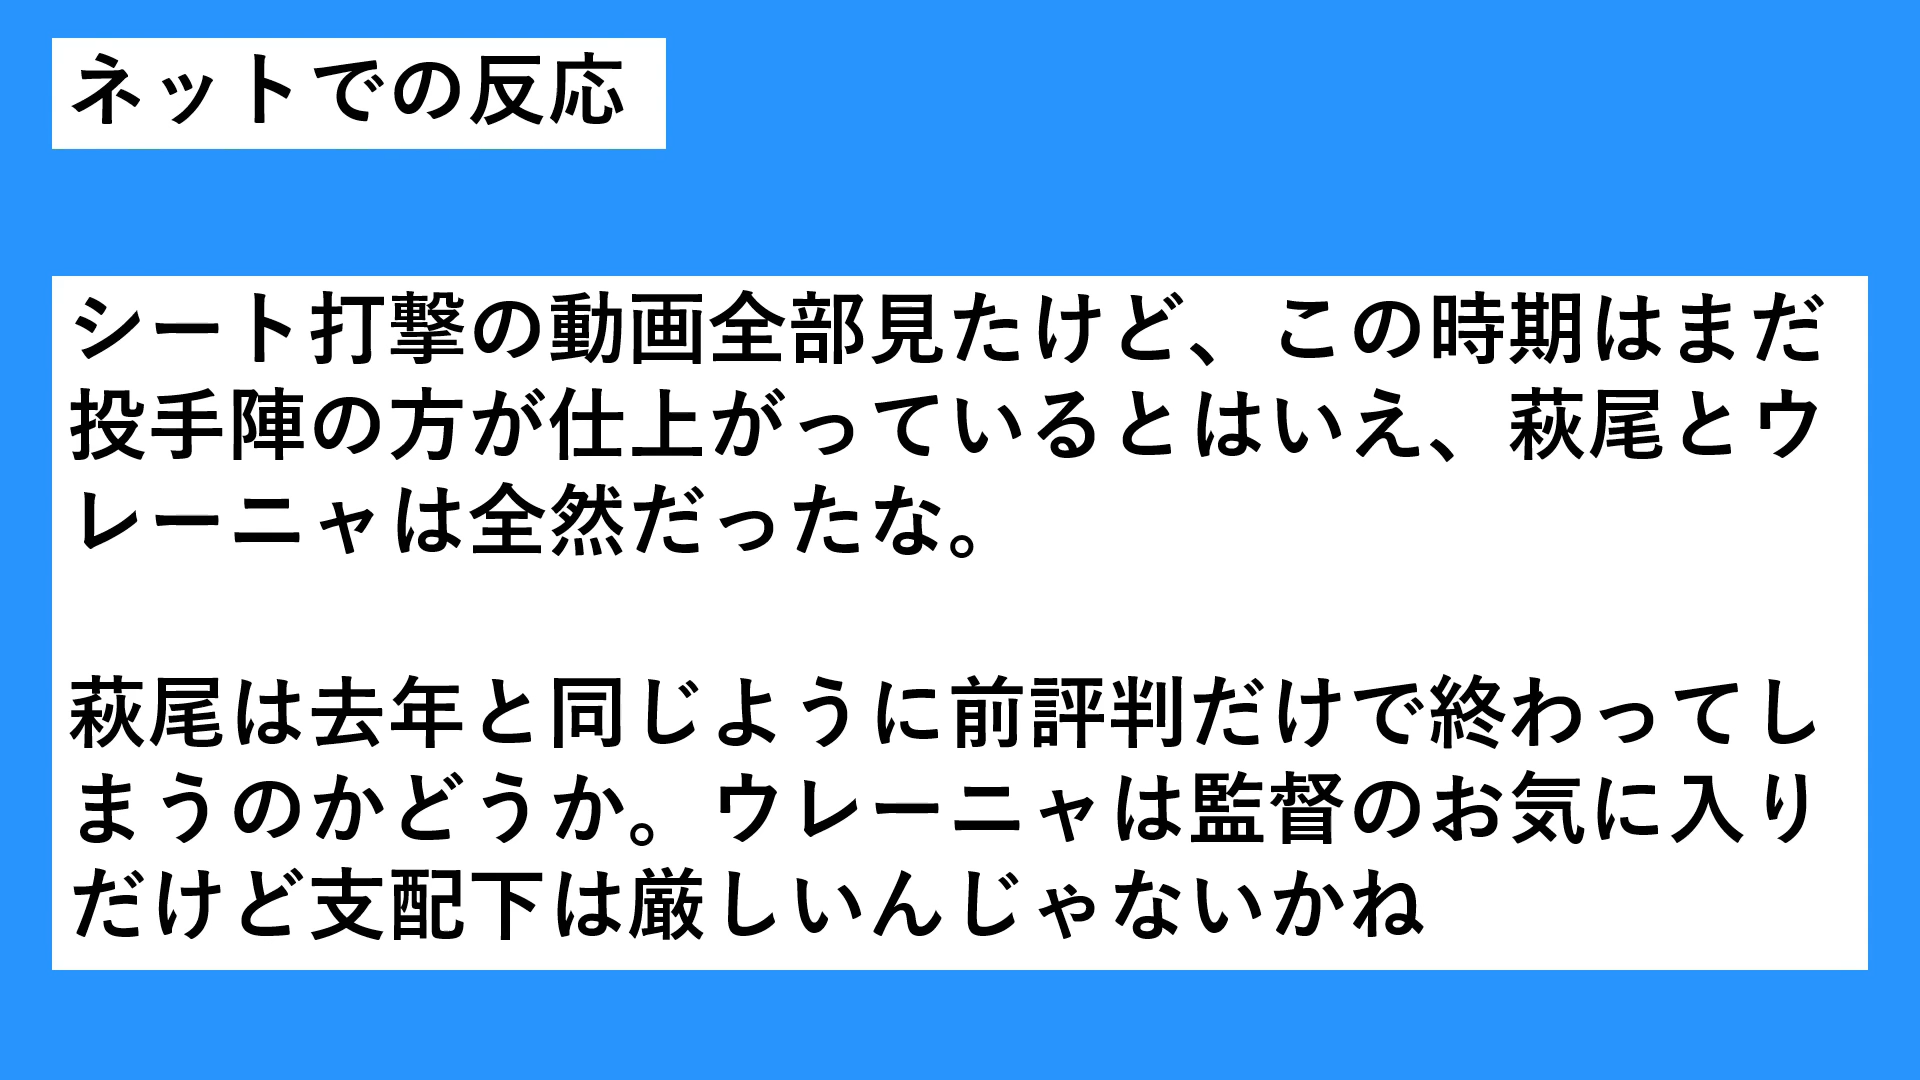 ネットでの反応
シート打撃の動画全部見たけど、この時期はまだ
投手陣の方が仕上がっているとはいえ、萩尾とウ
レーニャは全然だったな。
萩尾は去年と同じように前評判だけで終わってし
まうのかどうか。ウレーニャは監督のお気に入り
だけど支配下は厳しいんじゃないかね